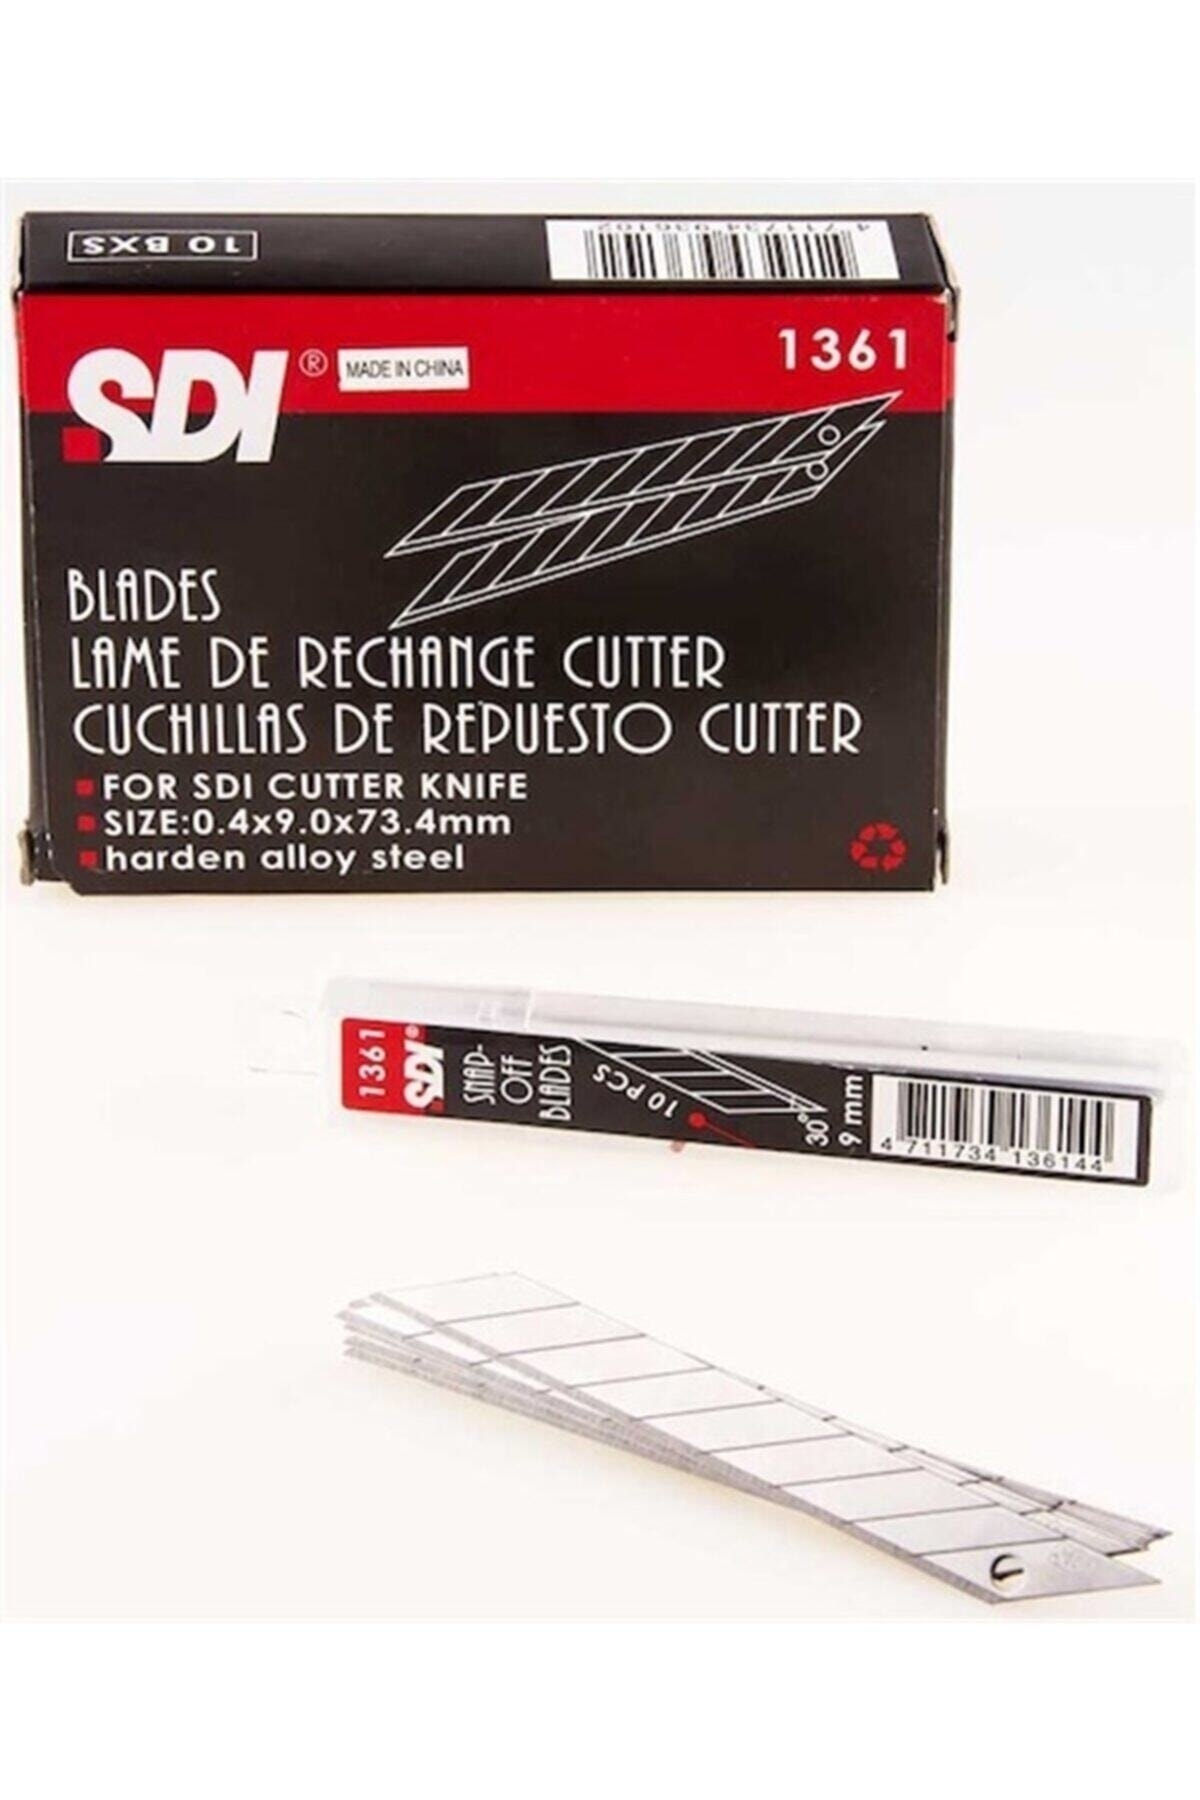 10 BXS
SDI® MADE IN CHINA
1361
BLADES
LAME DE RECHANGE CUTTER
CUCHILLAS DE REPUESTO CUTTER
FOR SDI CUTTER KNIFE
SIZE:0.4x9.0x73.4mm
harden alloy steel
1361
SDI®
SNAP-
OFF
BLADES
10 PCS
30°
9 mm
4 711734 136144